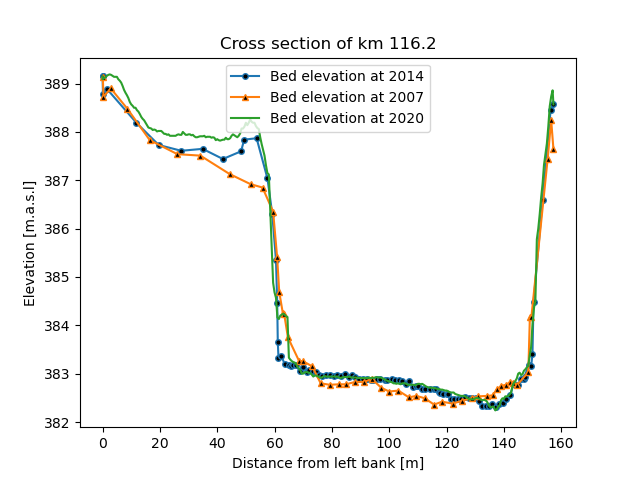 Cross section of km 116.2
Bed elevation at 2014
Bed elevation at 2007
Bed elevation at 2020
Elevation [m.a.s.l]
389
388
387
386
385
384
383
382
0
20
40
60
80
100
120
140
160
Distance from left bank [m]